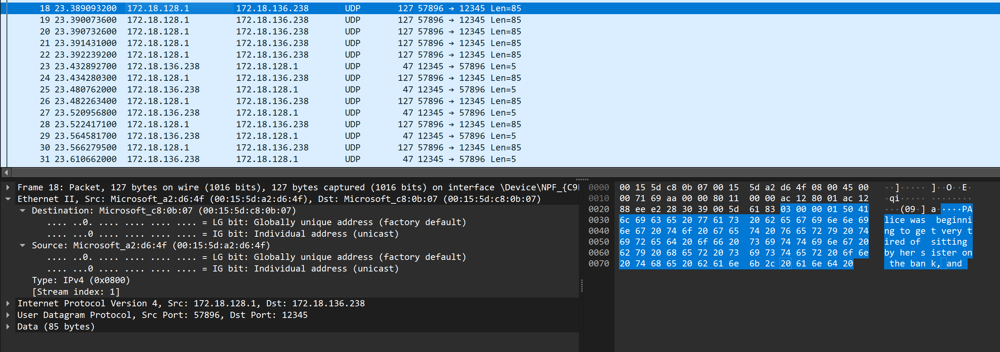 18 23.389093200 172.18.128.1 172.18.136.238 UDP 127 57896 → 12345 Len=85
19 23.390073600 172.18.128.1 172.18.136.238 UDP 127 57896 → 12345 Len=85
20 23.390732600 172.18.128.1 172.18.136.238 UDP 127 57896 → 12345 Len=85
21 23.391431000 172.18.128.1 172.18.136.238 UDP 127 57896 → 12345 Len=85
22 23.392239200 172.18.128.1 172.18.136.238 UDP 127 57896 → 12345 Len=85
23 23.432892700 172.18.136.238 172.18.128.1 UDP 47 12345 → 57896 Len=5
24 23.434280300 172.18.128.1 172.18.136.238 UDP 127 57896 → 12345 Len=85
25 23.480762000 172.18.136.238 172.18.128.1 UDP 47 12345 → 57896 Len=5
26 23.482263400 172.18.128.1 172.18.136.238 UDP 127 57896 → 12345 Len=85
27 23.520956800 172.18.136.238 172.18.128.1 UDP 47 12345 → 57896 Len=5
28 23.522417100 172.18.128.1 172.18.136.238 UDP 127 57896 → 12345 Len=85
29 23.564581700 172.18.136.238 172.18.128.1 UDP 47 12345 → 57896 Len=5
30 23.566279500 172.18.128.1 172.18.136.238 UDP 127 57896 → 12345 Len=85
31 23.610662000 172.18.136.238 172.18.128.1 UDP 47 12345 → 57896 Len=5
Frame 18: Packet, 127 bytes on wire (1016 bits), 127 bytes captured (1016 bits) on interface \Device\NPF_{C9
Ethernet II, Src: Microsoft_a2:d6:4f (00:15:5d:a2:d6:4f), Dst: Microsoft_c8:0b:07 (00:15:5d:c8:0b:07)
Destination: Microsoft_c8:0b:07 (00:15:5d:c8:0b:07)
.... ..0. .... .... .... .... = LG bit: Globally unique address (factory default)
.... ...0 .... .... .... .... = IG bit: Individual address (unicast)
Source: Microsoft_a2:d6:4f (00:15:5d:a2:d6:4f)
.... ..0. .... .... .... .... = LG bit: Globally unique address (factory default)
.... ...0 .... .... .... .... = IG bit: Individual address (unicast)
Type: IPv4 (0x0800)
[Stream index: 1]
Internet Protocol Version 4, Src: 172.18.128.1, Dst: 172.18.136.238
User Datagram Protocol, Src Port: 57896, Dst Port: 12345
Data (85 bytes)
0000 00 15 5d c8 0b 07 00 15 5d a2 d6 4f 08 00 45 00 ··]····· ]··O··E·
0010 00 71 69 aa 00 00 80 11 00 00 ac 12 80 01 ac 12 ·qi····· ········
0020 88 ee e2 28 30 39 00 5d 61 83 03 00 00 01 50 41 ···(09·] a·····PA
0030 6c 69 63 65 20 77 61 73 20 62 65 67 69 6e 6e 69 lice was beginni
0040 6e 67 20 74 6f 20 67 65 74 20 76 65 72 79 20 74 ng to ge t very t
0050 69 72 65 64 20 6f 66 20 73 69 74 74 69 6e 67 20 ired of sitting
0060 62 79 20 68 65 72 20 73 69 73 74 65 72 20 6f 6e by her s ister on
0070 20 74 68 65 20 62 61 6e 6b 2c 20 61 6e 64 20 the ban k, and